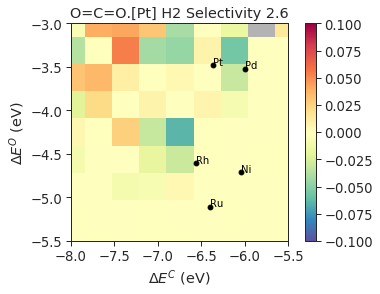 O=C=O.[Pt] H2 Selectivity 2.6
−3.0
−3.5
−4.0
−4.5
−5.0
−5.5
ΔE^O (eV)
Pt
Pd
Rh
Ni
Ru
−8.0 −7.5 −7.0 −6.5 −6.0 −5.5
ΔE^C (eV)
0.100
0.075
0.050
0.025
0.000
−0.025
−0.050
−0.075
−0.100